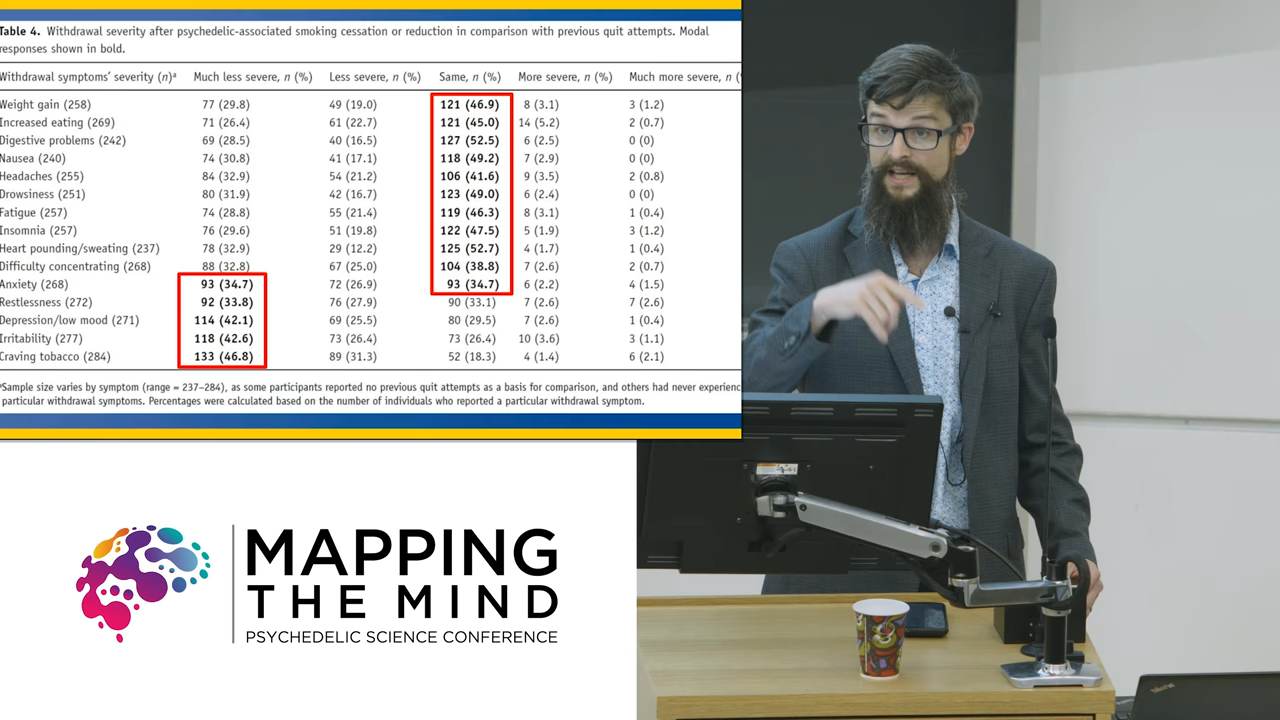 Table 4. Withdrawal severity after psychedelic-associated smoking cessation or reduction in comparison with previous quit attempts. Modal
responses shown in bold.
Withdrawal symptoms' severity (n)a Much less severe, n (%) Less severe, n (%) Same, n (%) More severe, n (%) Much more severe, n (
Weight gain (258) 77 (29.8) 49 (19.0) 121 (46.9) 8 (3.1) 3 (1.2)
Increased eating (269) 71 (26.4) 61 (22.7) 121 (45.0) 14 (5.2) 2 (0.7)
Digestive problems (242) 69 (28.5) 40 (16.5) 127 (52.5) 6 (2.5) 0 (0)
Nausea (240) 74 (30.8) 41 (17.1) 118 (49.2) 7 (2.9) 0 (0)
Headaches (255) 84 (32.9) 54 (21.2) 106 (41.6) 9 (3.5) 2 (0.8)
Drowsiness (251) 80 (31.9) 42 (16.7) 123 (49.0) 6 (2.4) 0 (0)
Fatigue (257) 74 (28.8) 55 (21.4) 119 (46.3) 8 (3.1) 1 (0.4)
Insomnia (257) 76 (29.6) 51 (19.8) 122 (47.5) 5 (1.9) 3 (1.2)
Heart pounding/sweating (237) 78 (32.9) 29 (12.2) 125 (52.7) 4 (1.7) 1 (0.4)
Difficulty concentrating (268) 88 (32.8) 67 (25.0) 104 (38.8) 7 (2.6) 2 (0.7)
Anxiety (268) 93 (34.7) 72 (26.9) 93 (34.7) 6 (2.2) 4 (1.5)
Restlessness (272) 92 (33.8) 76 (27.9) 90 (33.1) 7 (2.6) 7 (2.6)
Depression/low mood (271) 114 (42.1) 69 (25.5) 80 (29.5) 7 (2.6) 1 (0.4)
Irritability (277) 118 (42.6) 73 (26.4) 73 (26.4) 10 (3.6) 3 (1.1)
Craving tobacco (284) 133 (46.8) 89 (31.3) 52 (18.3) 4 (1.4) 6 (2.1)
Sample size varies by symptom (range = 237–284), as some participants reported no previous quit attempts as a basis for comparison, and others had never experienc
particular withdrawal symptoms. Percentages were calculated based on the number of individuals who reported a particular withdrawal symptom.
MAPPING
THE MIND
PSYCHEDELIC SCIENCE CONFERENCE
ThinkPad